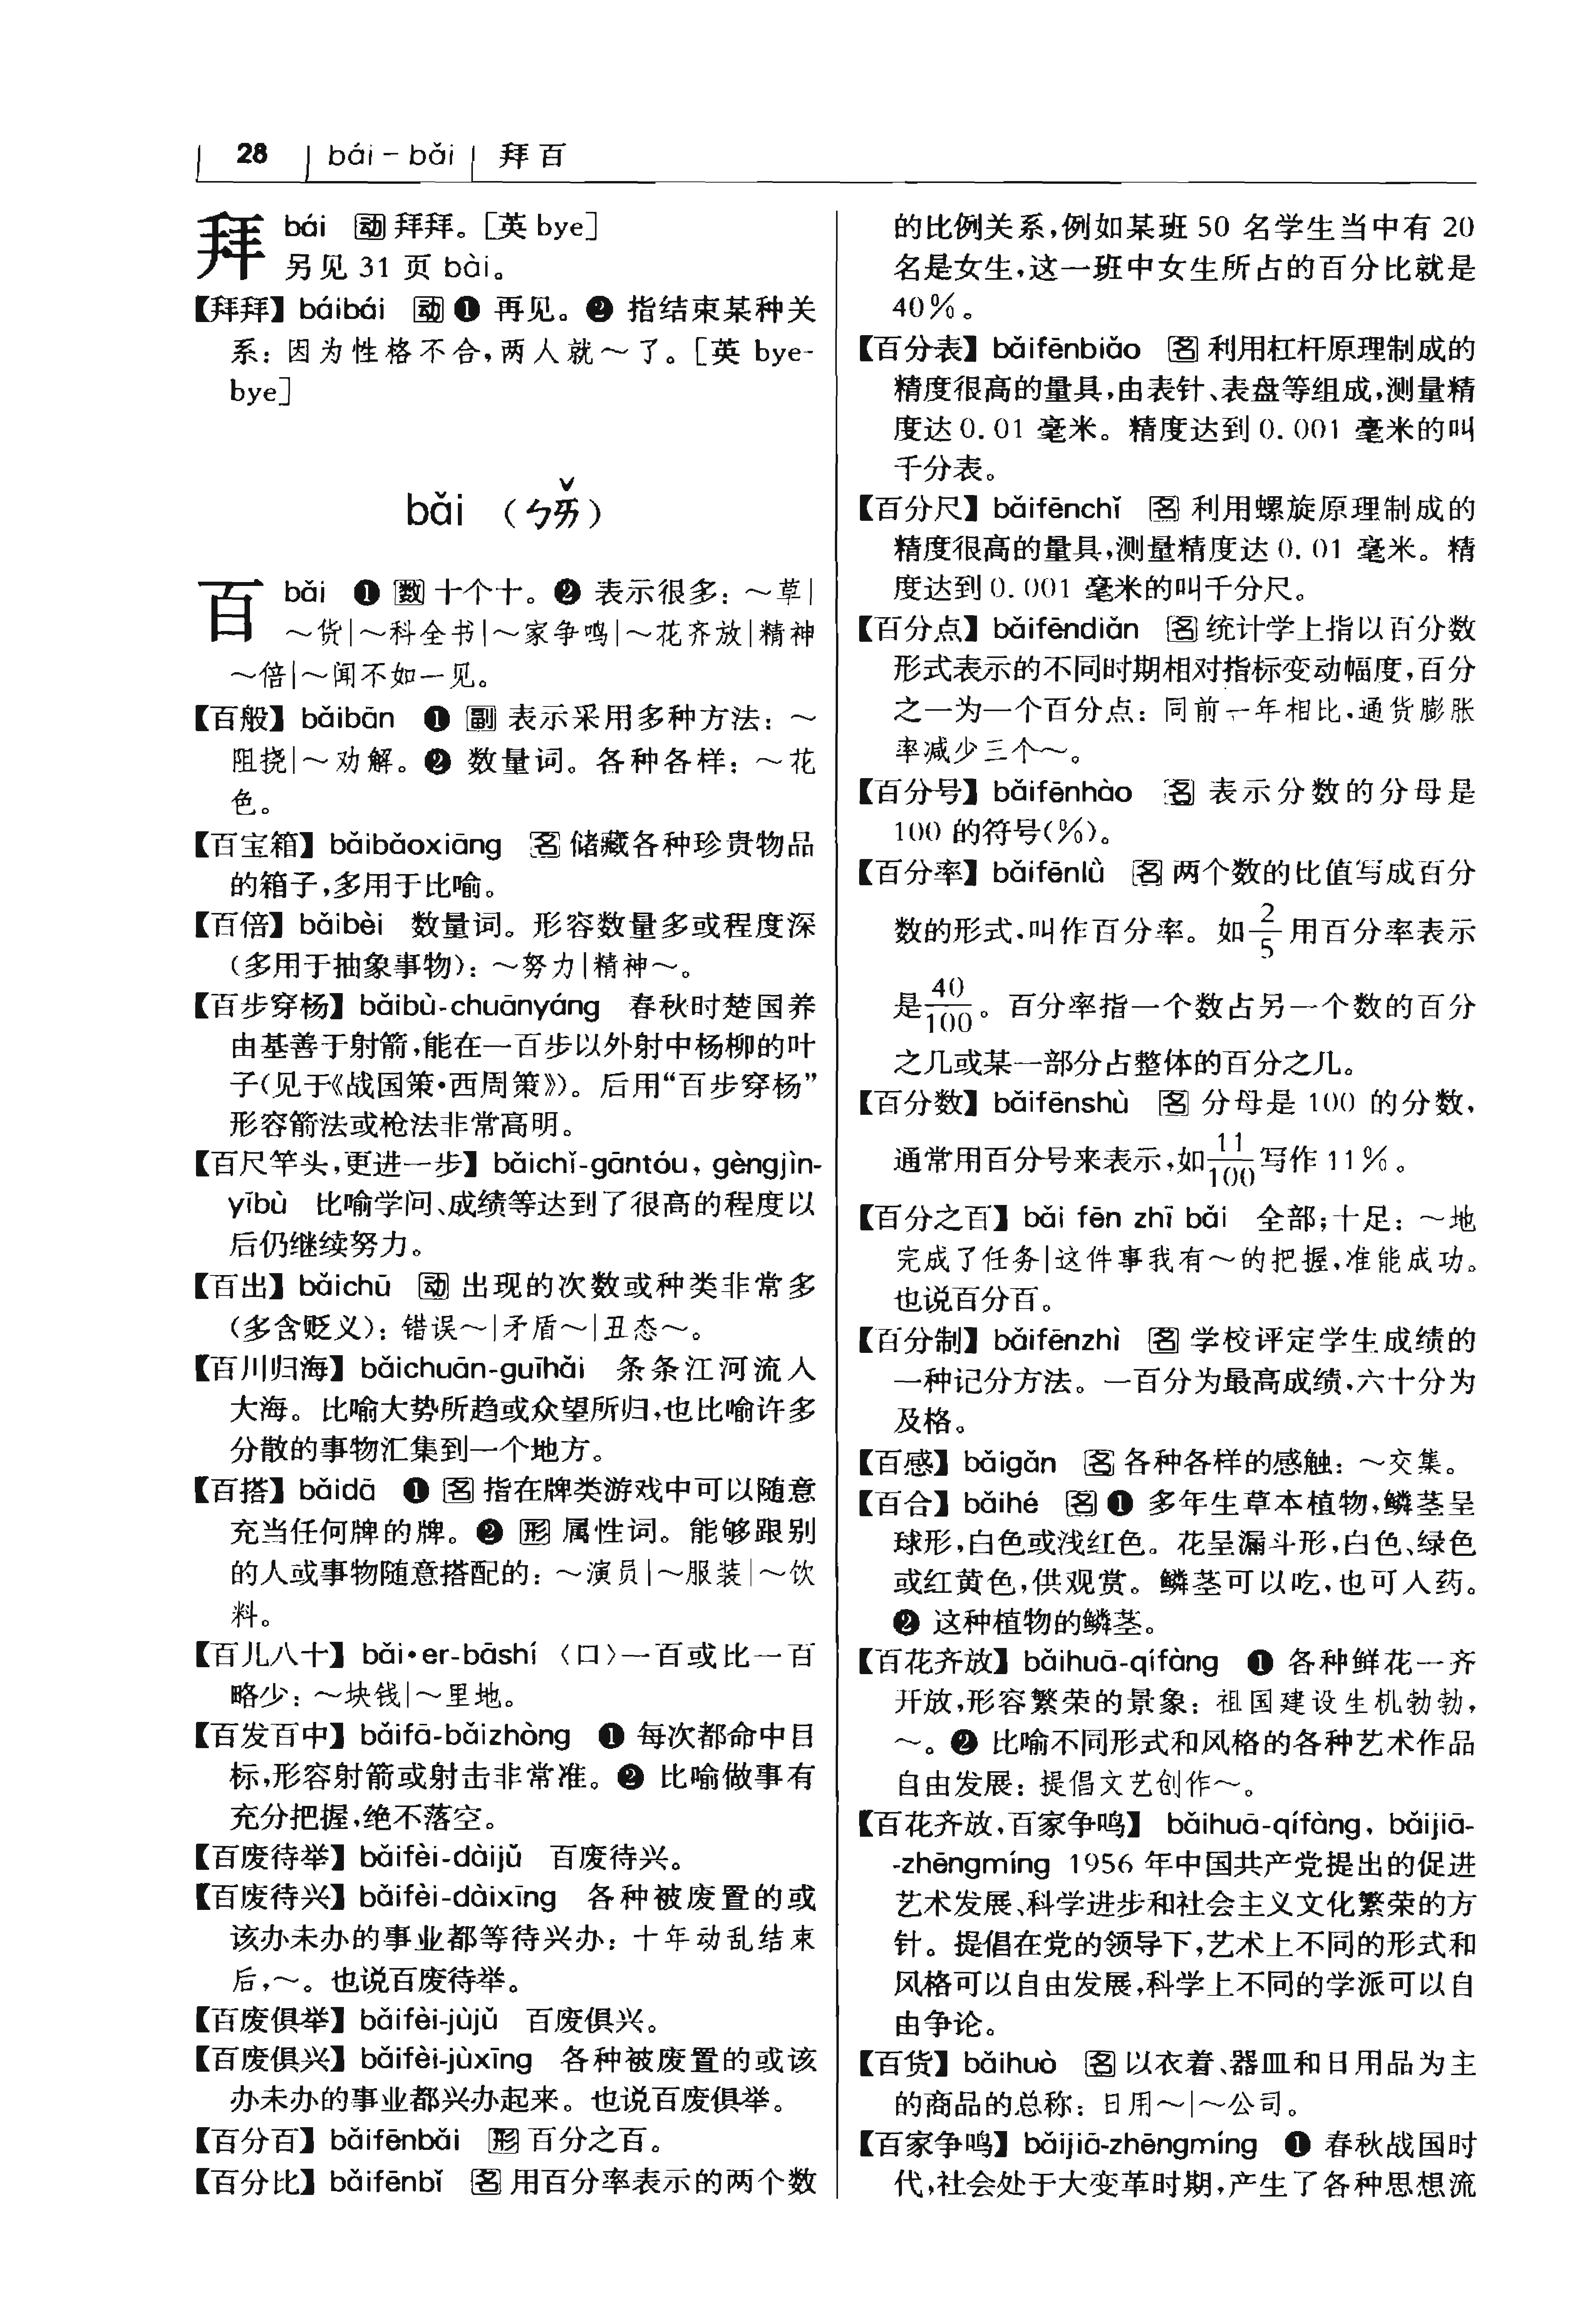 28 bái－bǎi 拜百
拜 bái 动 拜拜。［英 bye］
另见 31 页 bài。
【拜拜】báibái 动 ❶ 再见。❷ 指结束某种关
系：因为性格不合，两人就～了。［英 bye-
bye］
bǎi （ㄅㄞˇ）
百 bǎi ❶ 数 十个十。❷ 表示很多：～草｜
～货｜～科全书｜～家争鸣｜～花齐放｜精神
～倍｜～闻不如一见。
【百般】bǎibān ❶ 副 表示采用多种方法：～
阻挠｜～劝解。❷ 数量词。各种各样：～花
色。
【百宝箱】bǎibǎoxiāng 名 储藏各种珍贵物品
的箱子，多用于比喻。
【百倍】bǎibèi 数量词。形容数量多或程度深
（多用于抽象事物）：～努力｜精神～。
【百步穿杨】bǎibù-chuānyáng 春秋时楚国养
由基善于射箭，能在一百步以外射中杨柳的叶
子（见于《战国策·西周策》）。后用“百步穿杨”
形容箭法或枪法非常高明。
【百尺竿头，更进一步】bǎichǐ-gāntóu，gèngjìn-
yībù 比喻学问、成绩等达到了很高的程度以
后仍继续努力。
【百出】bǎichū 动 出现的次数或种类非常多
（多含贬义）：错误～｜矛盾～｜丑态～。
【百川归海】bǎichuān-guīhǎi 条条江河流入
大海。比喻大势所趋或众望所归，也比喻许多
分散的事物汇集到一个地方。
【百搭】bǎidā ❶ 名 指在牌类游戏中可以随意
充当任何牌的牌。❷ 形 属性词。能够跟别
的人或事物随意搭配的：～演员｜～服装｜～饮
料。
【百儿八十】bǎi·er-bāshí 〈口〉一百或比一百
略少：～块钱｜～里地。
【百发百中】bǎifā-bǎizhòng ❶ 每次都命中目
标，形容射箭或射击非常准。❷ 比喻做事有
充分把握，绝不落空。
【百废待举】bǎifèi-dàijǔ 百废待兴。
【百废待兴】bǎifèi-dàixīng 各种被废置的或
该办未办的事业都等待兴办：十年动乱结束
后，～。也说百废待举。
【百废俱举】bǎifèi-jùjǔ 百废俱兴。
【百废俱兴】bǎifèi-jùxīng 各种被废置的或该
办未办的事业都兴办起来。也说百废俱举。
【百分百】bǎifēnbǎi 形 百分之百。
【百分比】bǎifēnbǐ 名 用百分率表示的两个数
的比例关系，例如某班 50 名学生当中有 20
名是女生，这一班中女生所占的百分比就是
40％。
【百分表】bǎifēnbiǎo 名 利用杠杆原理制成的
精度很高的量具，由表针、表盘等组成，测量精
度达 0.01 毫米。精度达到 0.001 毫米的叫
千分表。
【百分尺】bǎifēnchǐ 名 利用螺旋原理制成的
精度很高的量具，测量精度达 0.01 毫米。精
度达到 0.001 毫米的叫千分尺。
【百分点】bǎifēndiǎn 名 统计学上指以百分数
形式表示的不同时期相对指标变动幅度，百分
之一为一个百分点：同前一年相比，通货膨胀
率减少三个～。
【百分号】bǎifēnhào 名 表示分数的分母是
100 的符号（％）。
【百分率】bǎifēnlǜ 名 两个数的比值写成百分
数的形式，叫作百分率。如 2/5 用百分率表示
是 40/100。百分率指一个数占另一个数的百分
之几或某一部分占整体的百分之几。
【百分数】bǎifēnshù 名 分母是 100 的分数，
通常用百分号来表示，如 11/100 写作 11％。
【百分之百】bǎi fēn zhī bǎi 全部；十足：～地
完成了任务｜这件事我有～的把握，准能成功。
也说百分百。
【百分制】bǎifēnzhì 名 学校评定学生成绩的
一种记分方法。一百分为最高成绩，六十分为
及格。
【百感】bǎigǎn 名 各种各样的感触：～交集。
【百合】bǎihé 名 ❶ 多年生草本植物，鳞茎呈
球形，白色或浅红色。花呈漏斗形，白色、绿色
或红黄色，供观赏。鳞茎可以吃，也可入药。
❷ 这种植物的鳞茎。
【百花齐放】bǎihuā-qífàng ❶ 各种鲜花一齐
开放，形容繁荣的景象：祖国建设生机勃勃，
～。❷ 比喻不同形式和风格的各种艺术作品
自由发展：提倡文艺创作～。
【百花齐放，百家争鸣】 bǎihuā-qífàng，bǎijiā-
-zhēngmíng 1956 年中国共产党提出的促进
艺术发展、科学进步和社会主义文化繁荣的方
针。提倡在党的领导下，艺术上不同的形式和
风格可以自由发展，科学上不同的学派可以自
由争论。
【百货】bǎihuò 名 以衣着、器皿和日用品为主
的商品的总称：日用～｜～公司。
【百家争鸣】bǎijiā-zhēngmíng ❶ 春秋战国时
代，社会处于大变革时期，产生了各种思想流